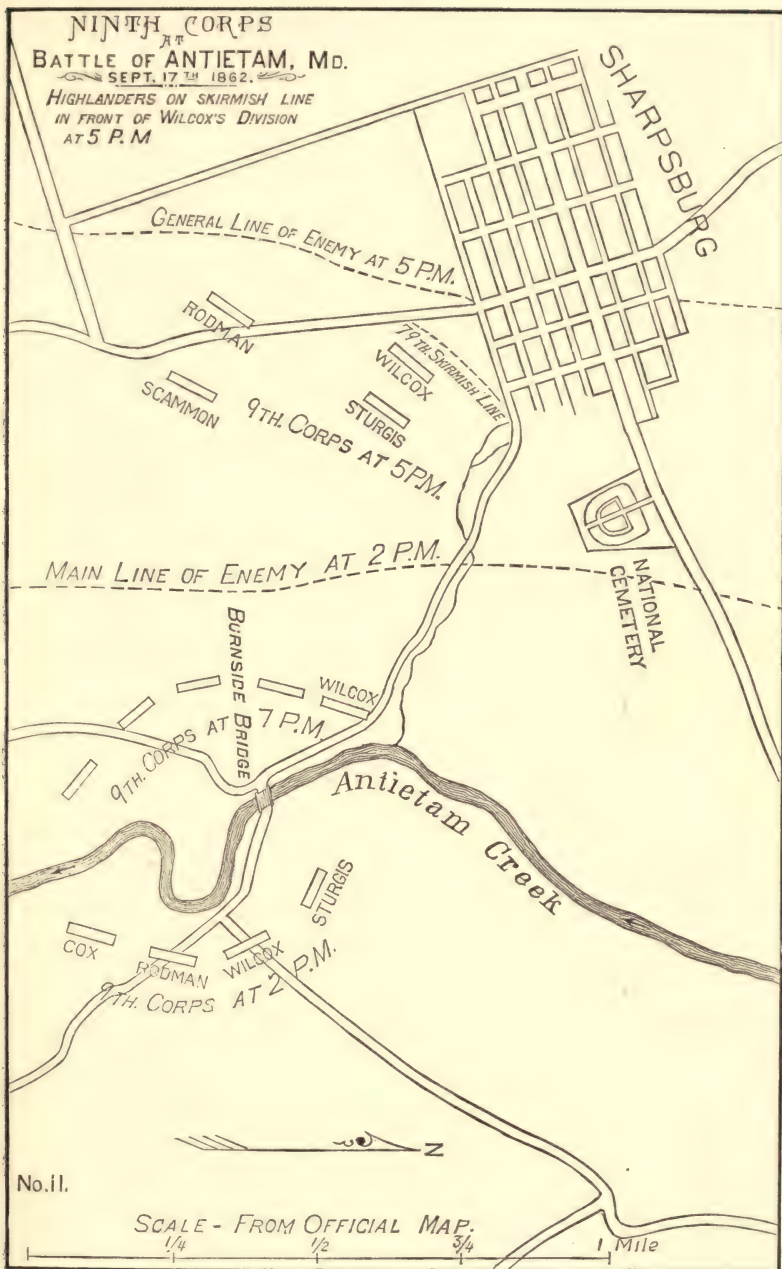 NINTH CORPS
AT
BATTLE OF ANTIETAM, MD.
SEPT. 17TH 1862.
HIGHLANDERS ON SKIRMISH LINE
IN FRONT OF WILCOX'S DIVISION
AT 5 P.M
SHARPSBURG
GENERAL LINE OF ENEMY AT 5 P.M.
RODMAN
79TH. SKIRMISH LINE
WILCOX
SCAMMON
STURGIS
9TH. CORPS AT 5 P.M.
MAIN LINE OF ENEMY AT 2 P.M.
NATIONAL
CEMETERY
BURNSIDE BRIDGE
WILCOX
9TH. CORPS AT 7 P.M.
Antietam Creek
STURGIS
COX
RODMAN
WILCOX
9TH. CORPS AT 2 P.M.
N
No. 11.
SCALE - FROM OFFICIAL MAP.
1/4 1/2 3/4 1 Mile